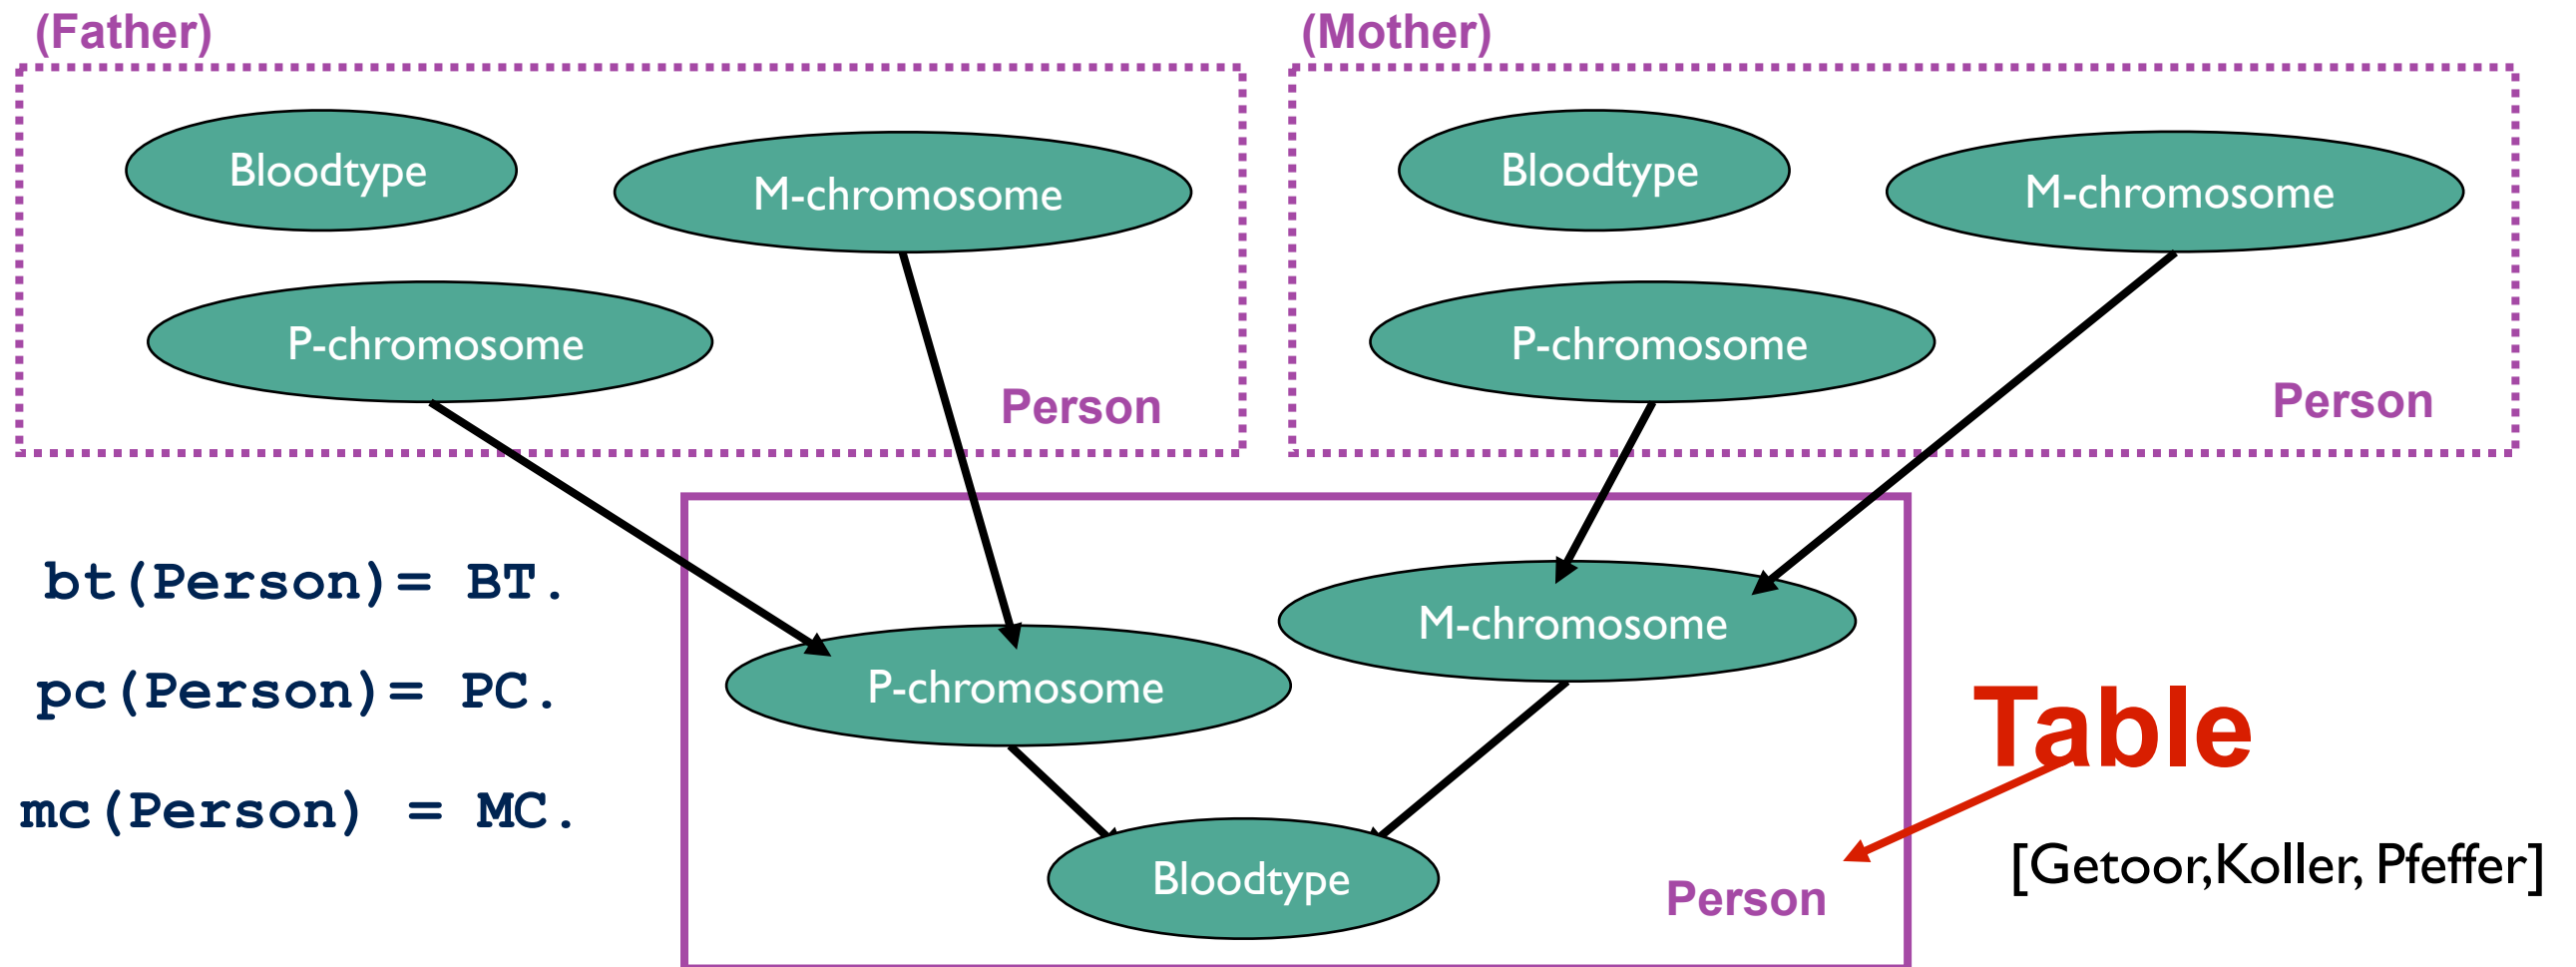 (Father)
(Mother)
Bloodtype
M-chromosome
P-chromosome
Person
Bloodtype
M-chromosome
P-chromosome
Person
bt(Person)= BT.
pc(Person)= PC.
mc(Person) = MC.
M-chromosome
P-chromosome
Bloodtype
Person
Table
[Getoor,Koller, Pfeffer]